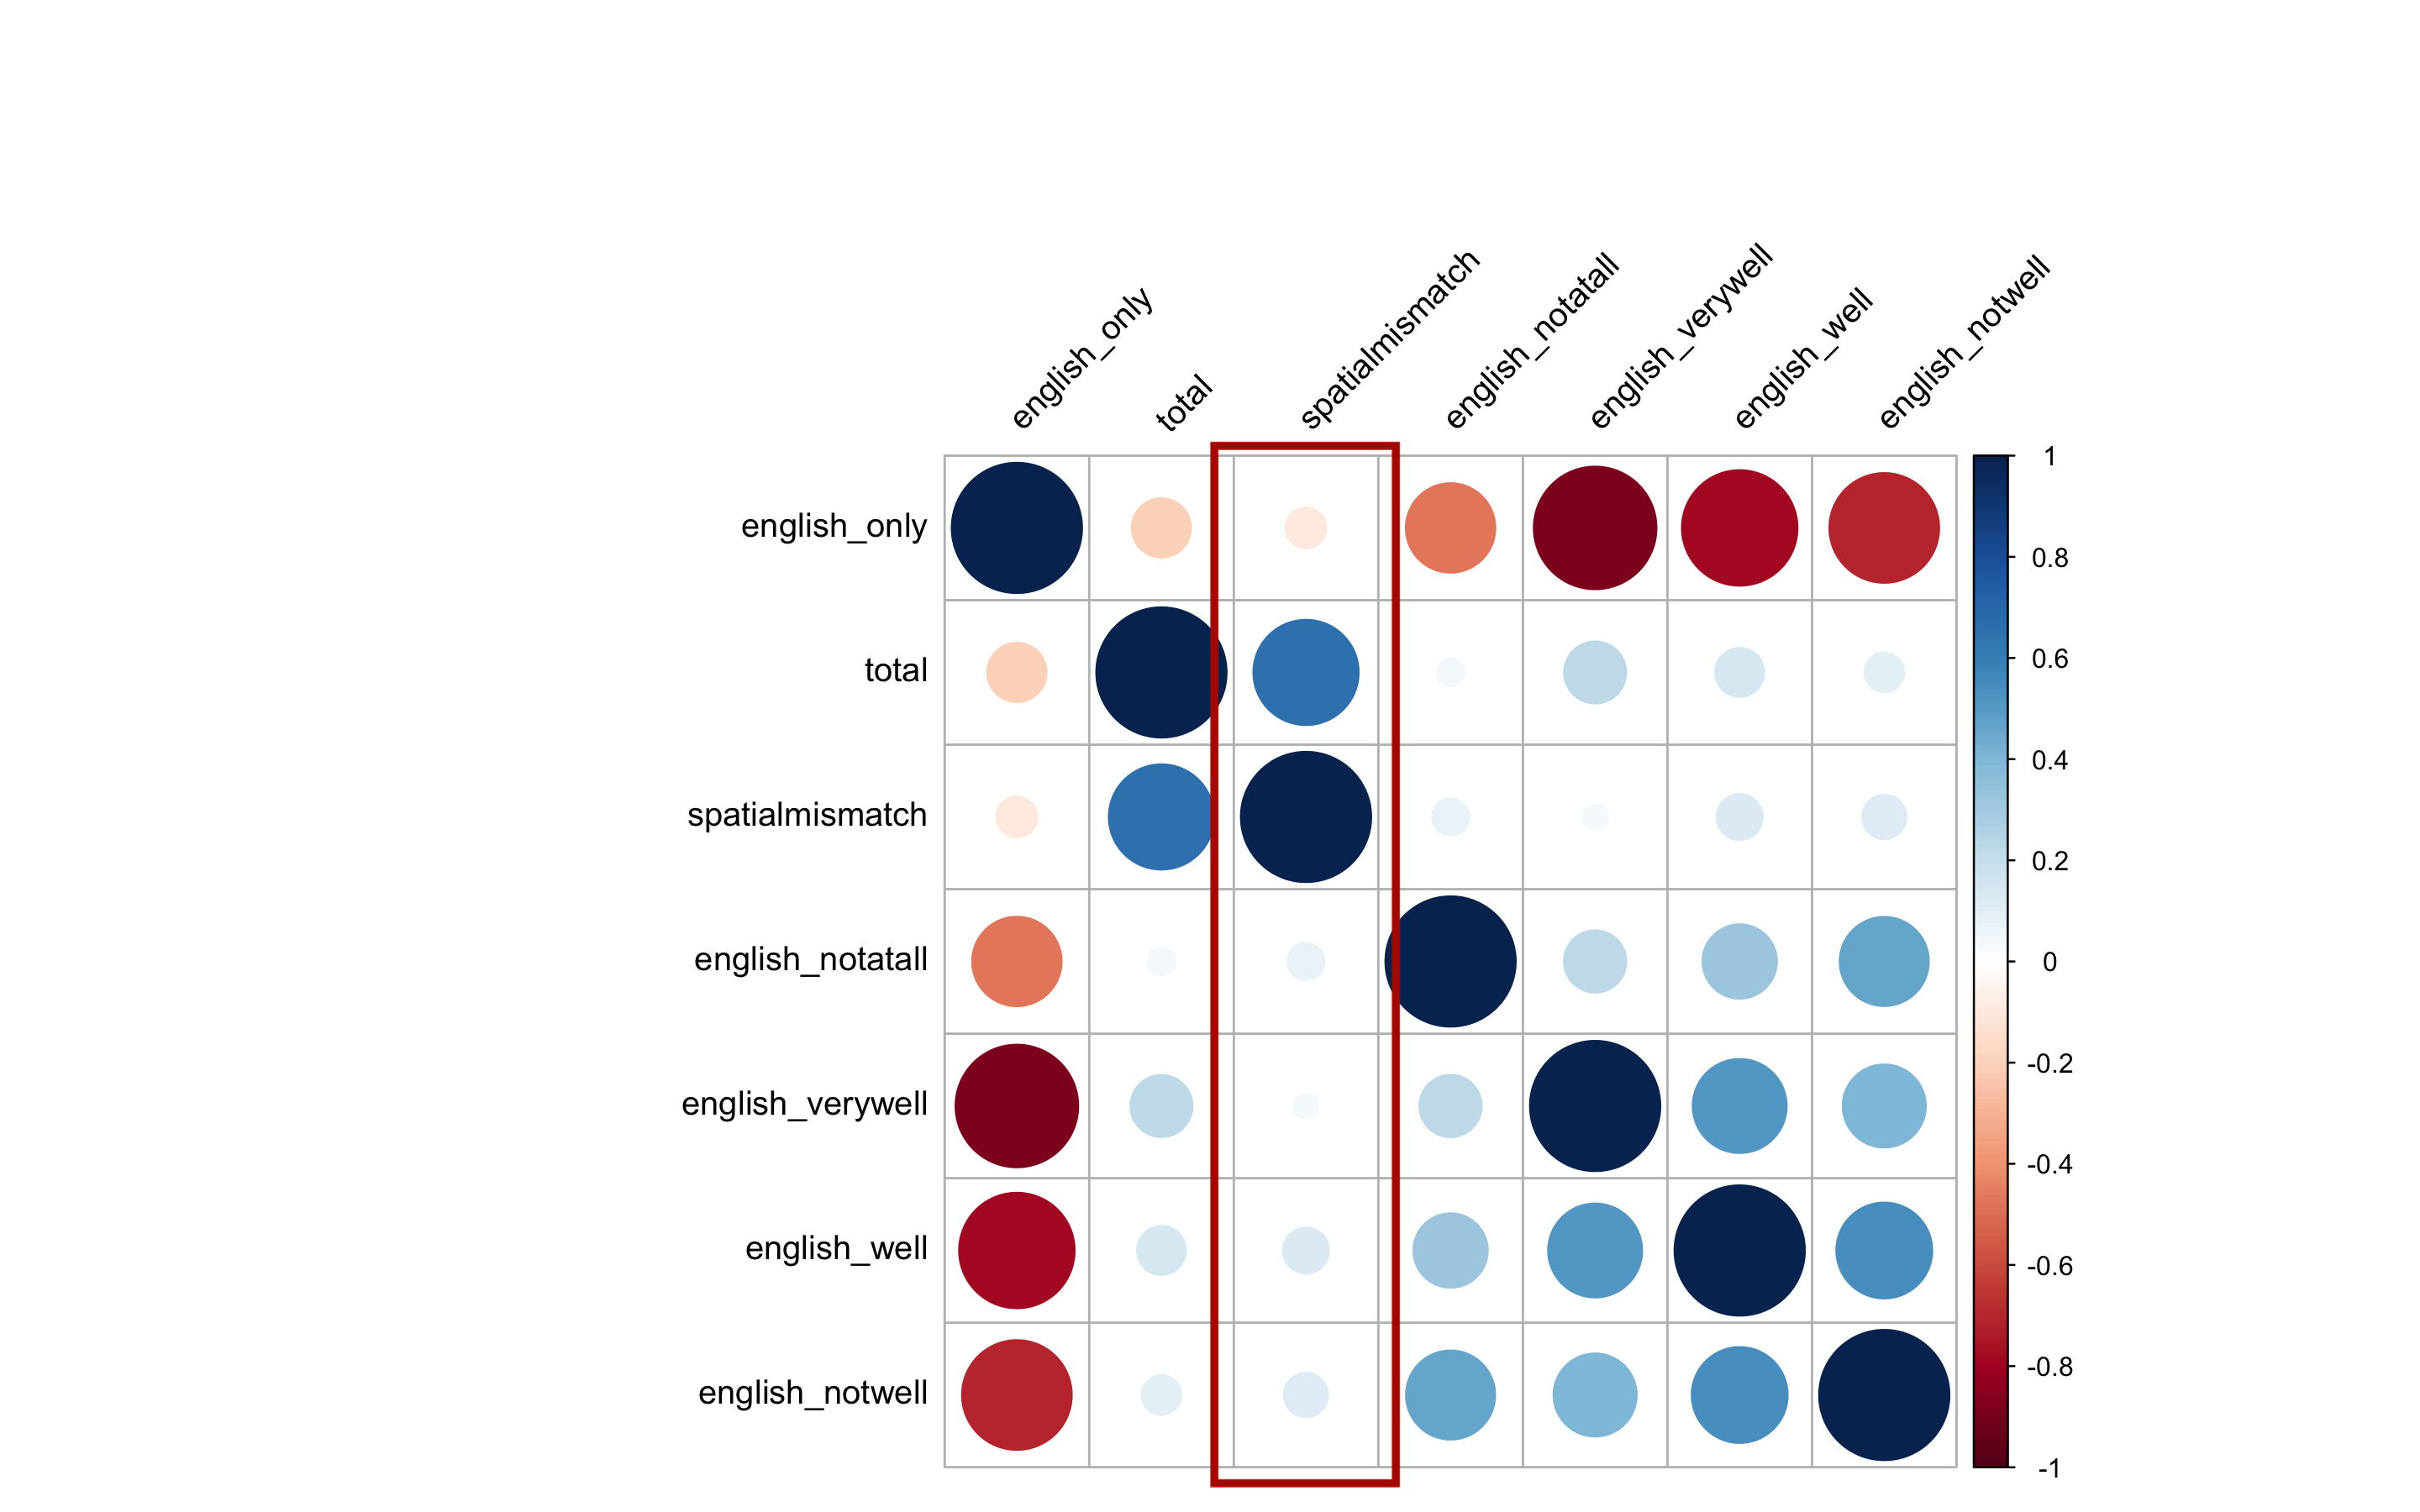 english_only
total
spatialmismatch
english_notatall
english_verywell
english_well
english_notwell
english_only
total
spatialmismatch
english_notatall
english_verywell
english_well
english_notwell
1
0.8
0.6
0.4
0.2
0
-0.2
-0.4
-0.6
-0.8
-1